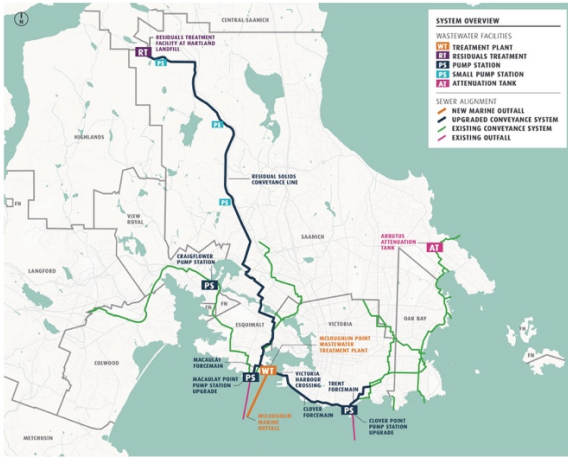 N
CENTRAL SAANICH
RESIDUALS TREATMENT
FACILITY AT HARTLAND
LANDFILL
RT
PS
PS
HIGHLANDS
RESIDUAL SOLIDS
CONVEYANCE LINE
PS
FN
VIEW
ROYAL
SAANICH
ARBUTUS
ATTENUATION
TANK
AT
CRAIGFLOWER
PUMP STATION
LANGFORD
PS
FN
FN
ESQUIMALT
VICTORIA
OAK BAY
FN
FN
COLWOOD
MCLOUGHLIN POINT
WASTEWATER
TREATMENT PLANT
MACAULAY
FORCEMAIN
WT
PS
MACAULAY POINT
PUMP STATION
UPGRADE
VICTORIA
HARBOUR
CROSSING
TRENT
FORCEMAIN
CLOVER
FORCEMAIN
PS
MCLOUGHLIN
MARINE
OUTFALL
CLOVER POINT
PUMP STATION
UPGRADE
METCHOSIN
SYSTEM OVERVIEW
WASTEWATER FACILITIES
WT TREATMENT PLANT
RT RESIDUALS TREATMENT
PS PUMP STATION
PS SMALL PUMP STATION
AT ATTENUATION TANK
SEWER ALIGNMENT
NEW MARINE OUTFALL
UPGRADED CONVEYANCE SYSTEM
EXISTING CONVEYANCE SYSTEM
EXISTING OUTFALL